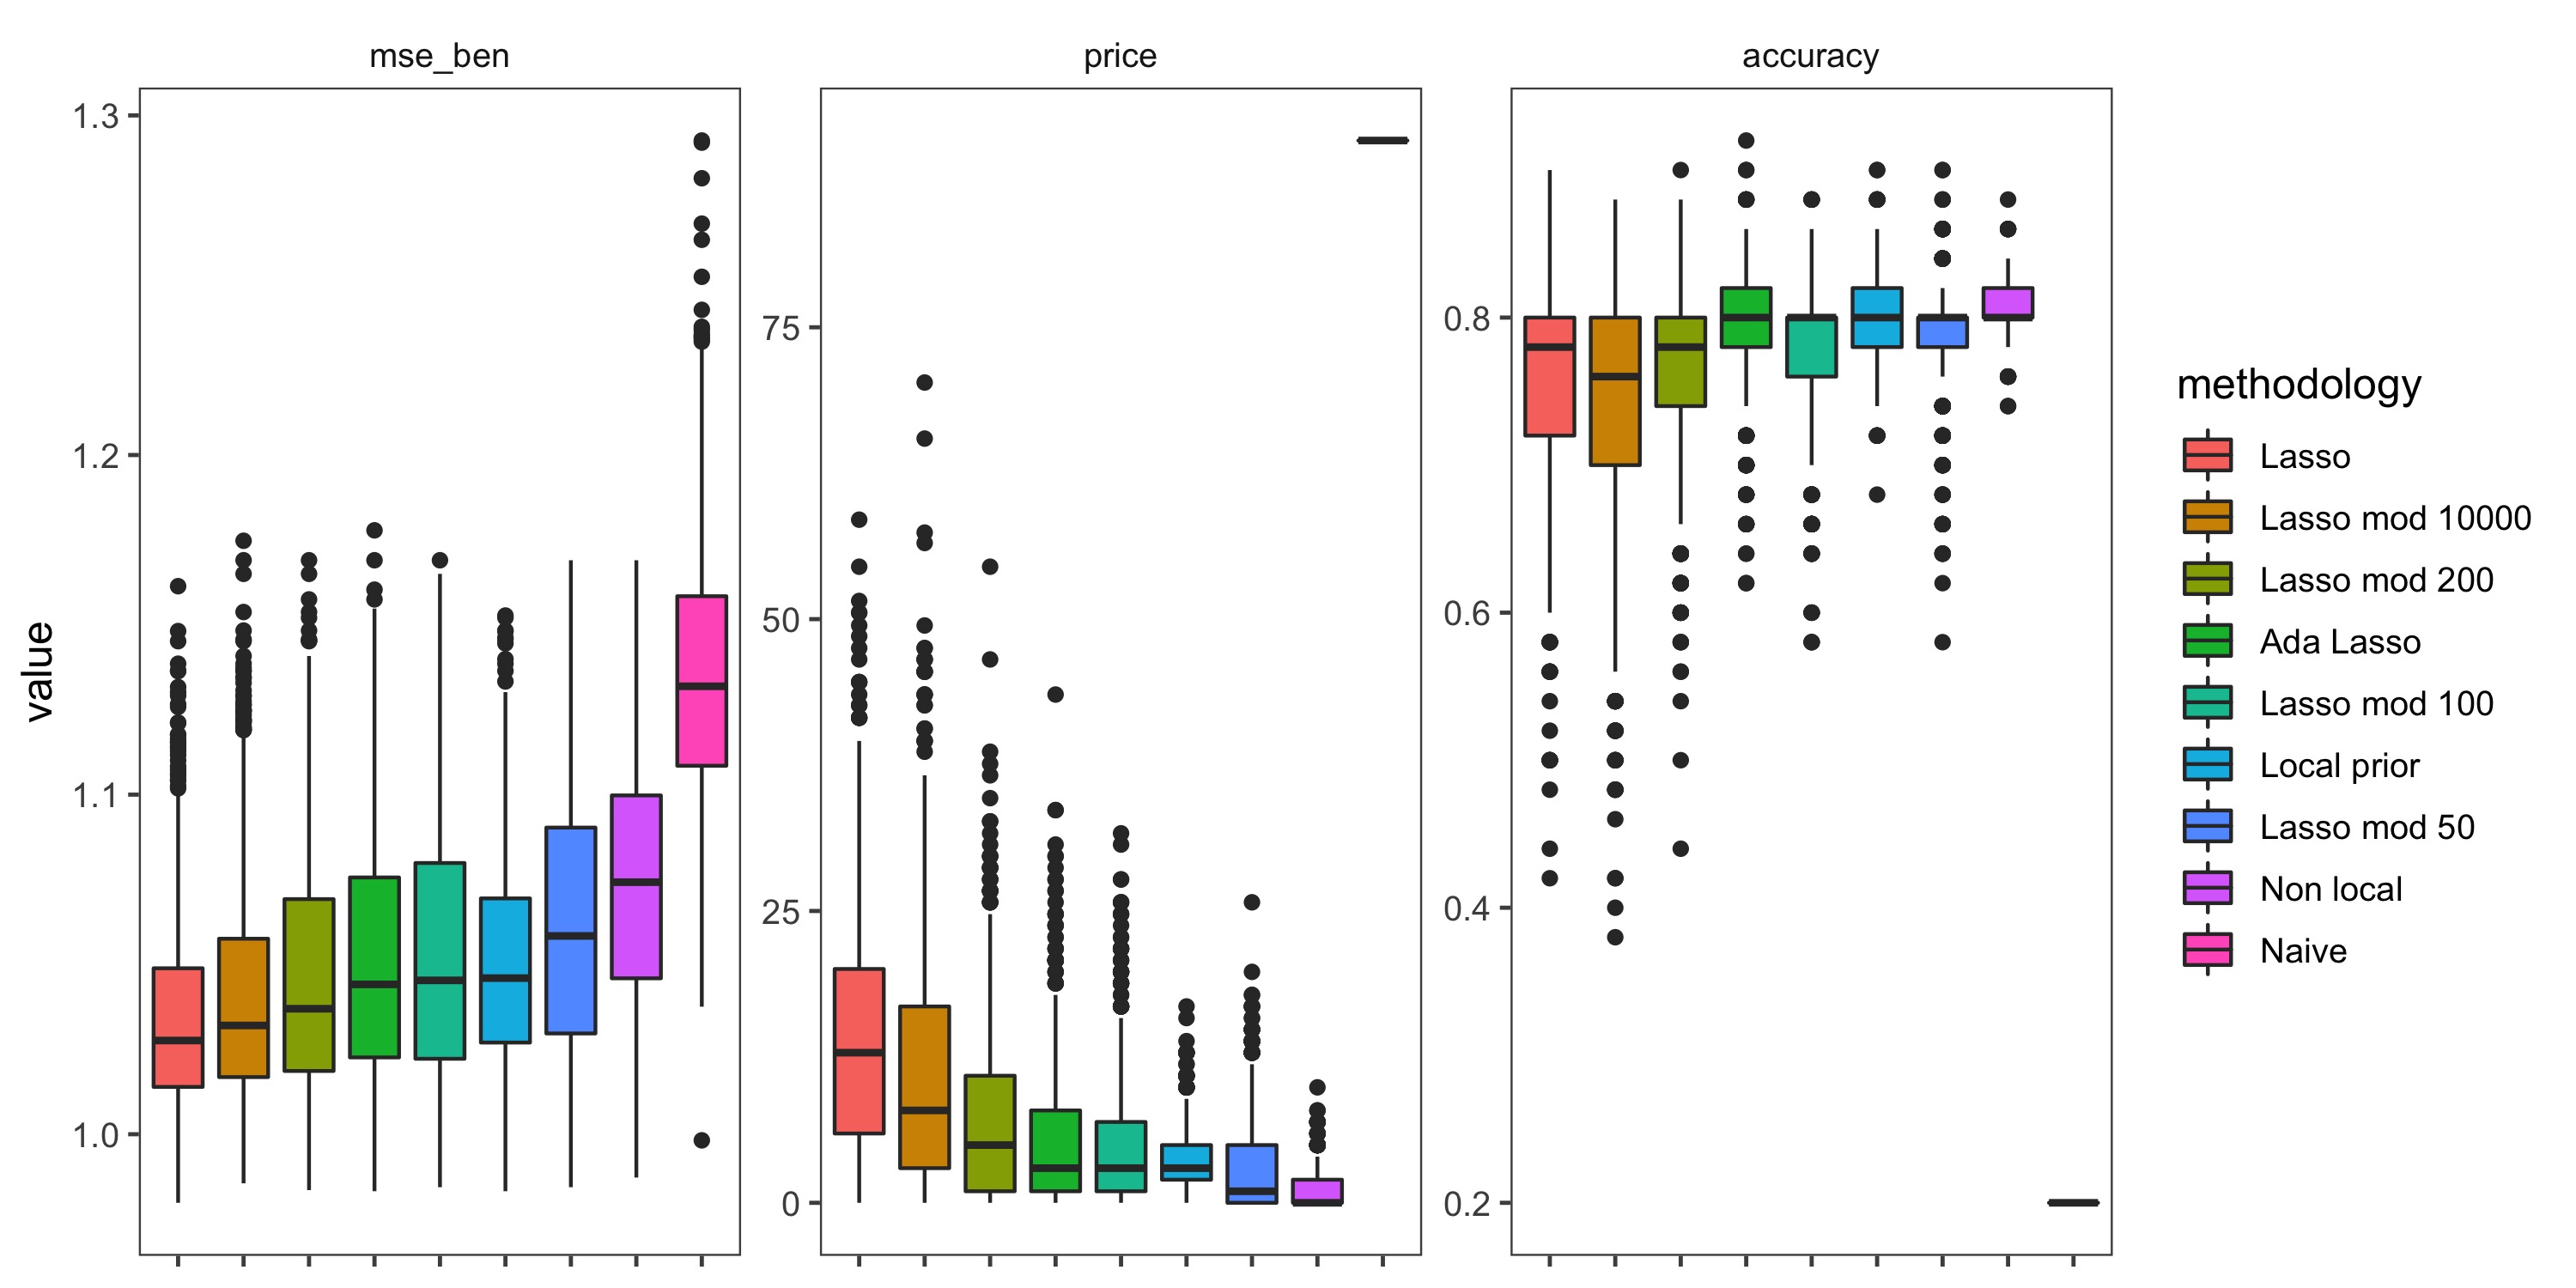 mse_ben
price
accuracy
value
1.3
1.2
1.1
1.0
75
50
25
0
0.8
0.6
0.4
0.2
methodology
Lasso
Lasso mod 10000
Lasso mod 200
Ada Lasso
Lasso mod 100
Local prior
Lasso mod 50
Non local
Naive